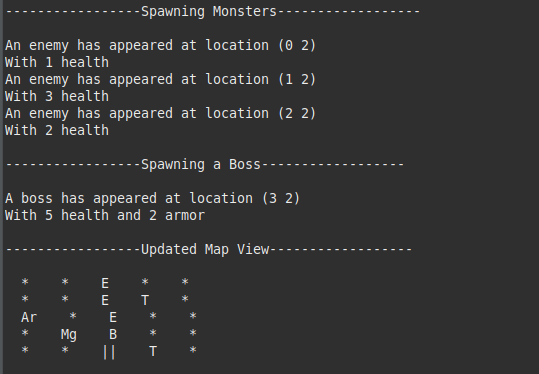 -----------------Spawning Monsters------------------
An enemy has appeared at location (0 2)
With 1 health
An enemy has appeared at location (1 2)
With 3 health
An enemy has appeared at location (2 2)
With 2 health
-----------------Spawning a Boss------------------
A boss has appeared at location (3 2)
With 5 health and 2 armor
-----------------Updated Map View------------------
  *    *    E    *    *
  *    *    E    T    *
  Ar    *    E    *    *
  *    Mg    B    *    *
  *    *    ||    T    *